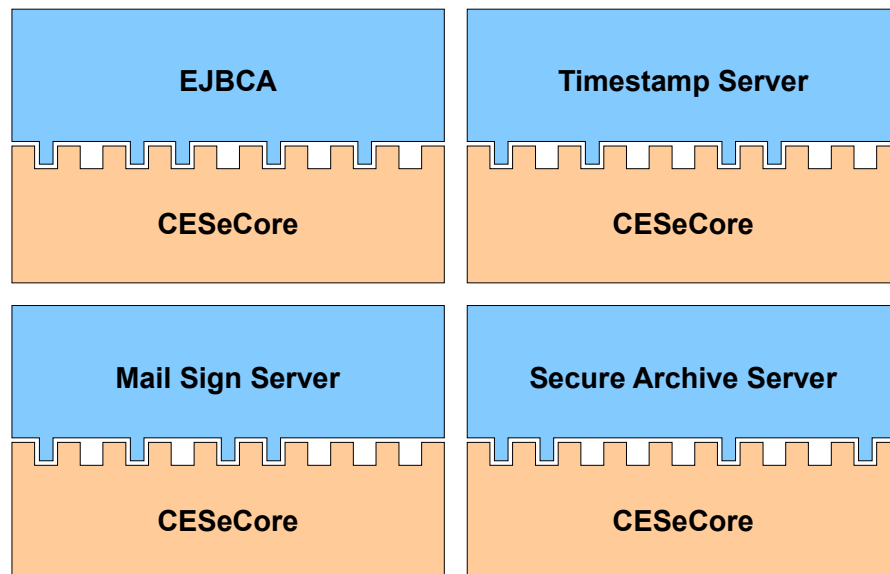 EJBCA
Timestamp Server
CESeCore
CESeCore
Mail Sign Server
Secure Archive Server
CESeCore
CESeCore